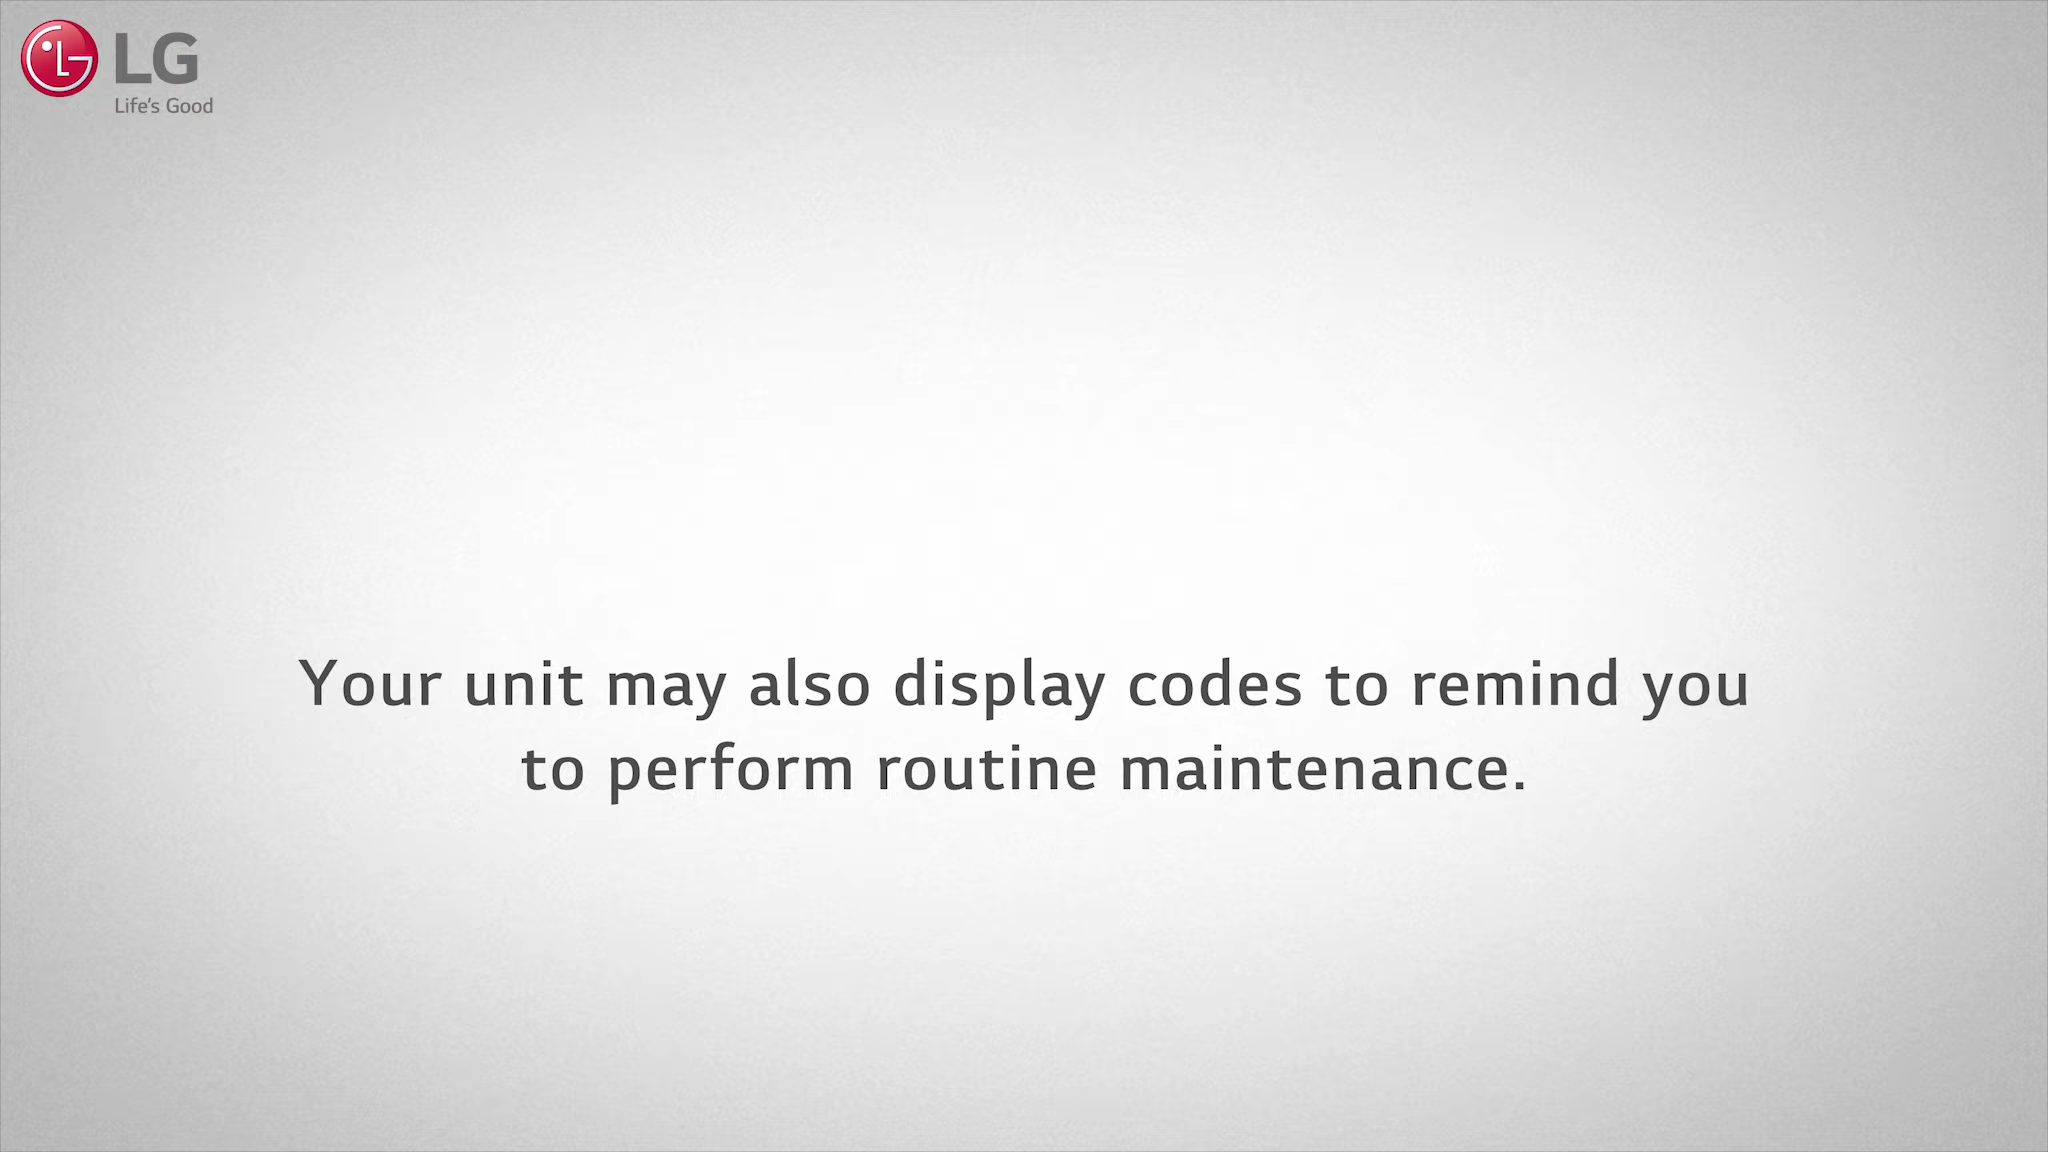 LG
Life's Good
Your unit may also display codes to remind you
to perform routine maintenance.